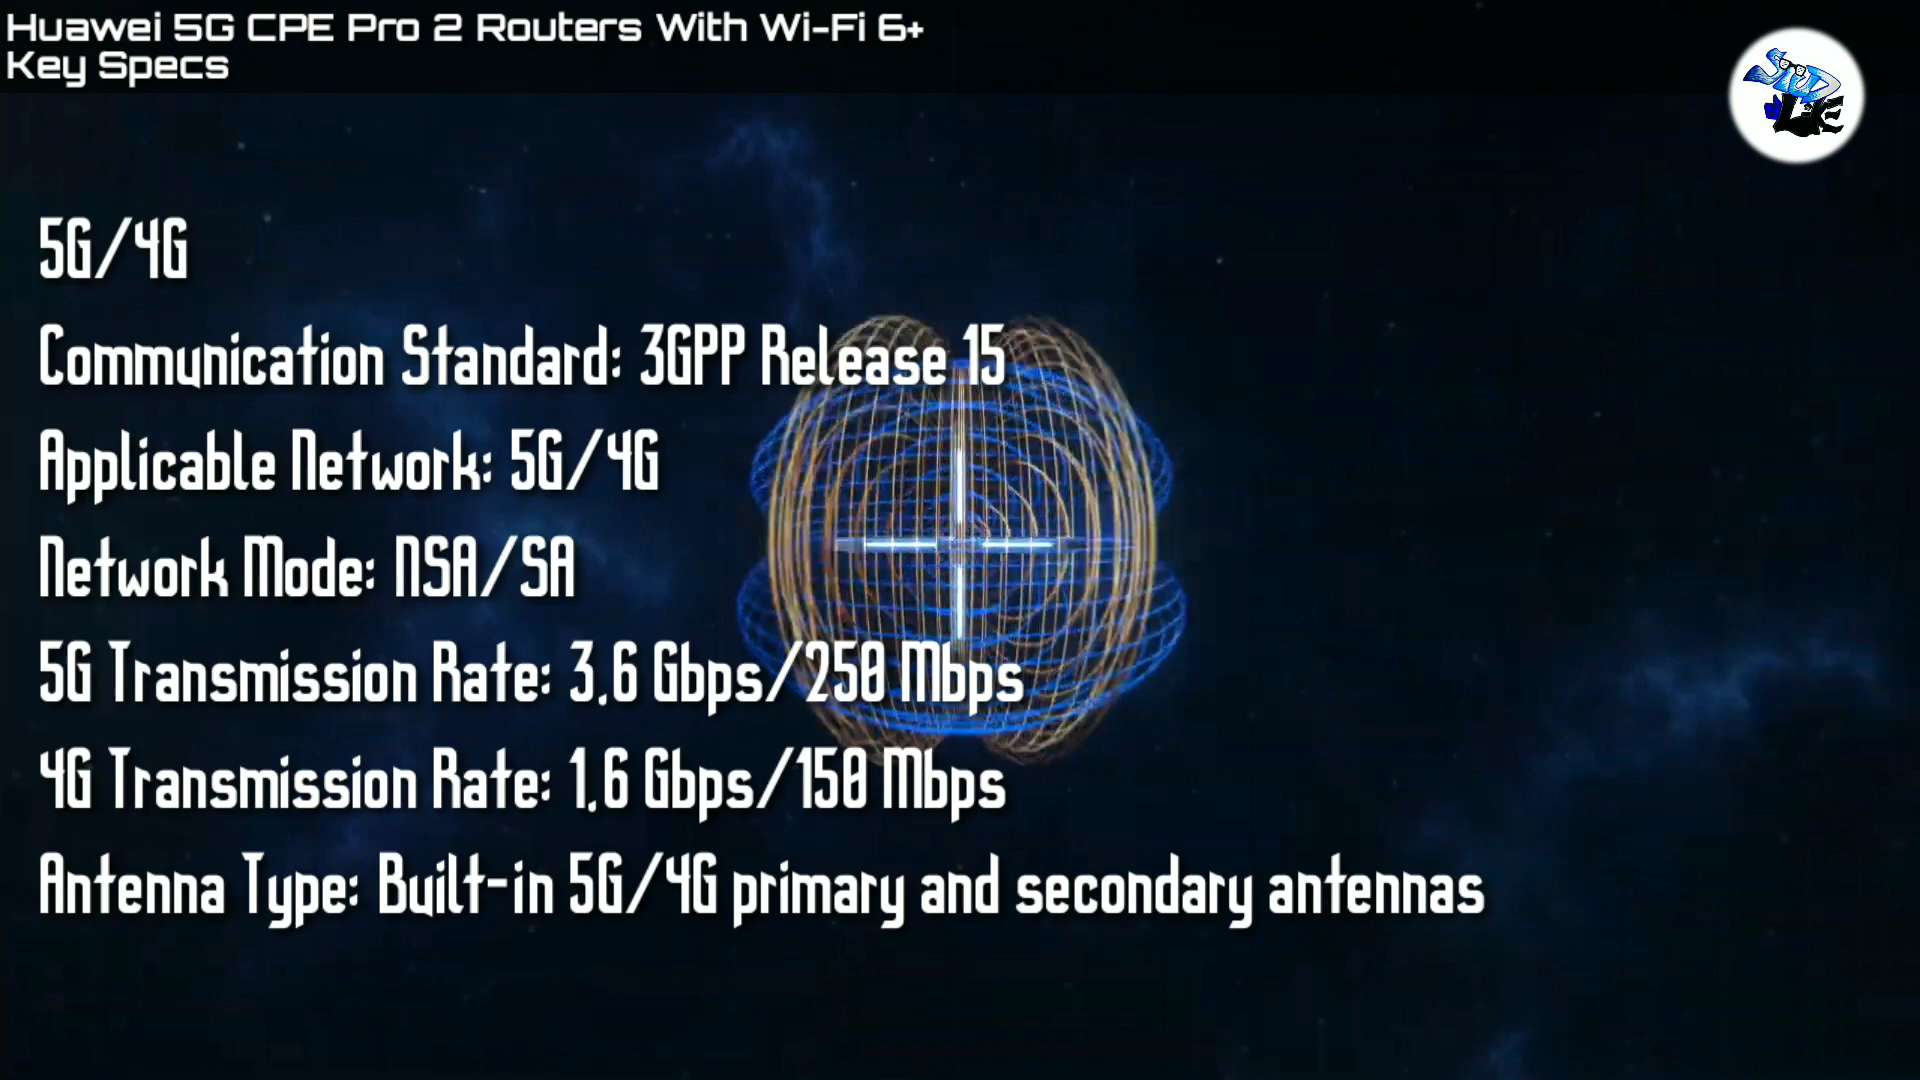 Huawei 5G CPE Pro 2 Routers With Wi-Fi 6+
Key Specs
5G/4G
Communication Standard: 3GPP Release 15
Applicable Network: 5G/4G
Network Mode: NSA/SA
5G Transmission Rate: 3.6 Gbps/250 Mbps
4G Transmission Rate: 1.6 Gbps/150 Mbps
Antenna Type: Built-in 5G/4G primary and secondary antennas